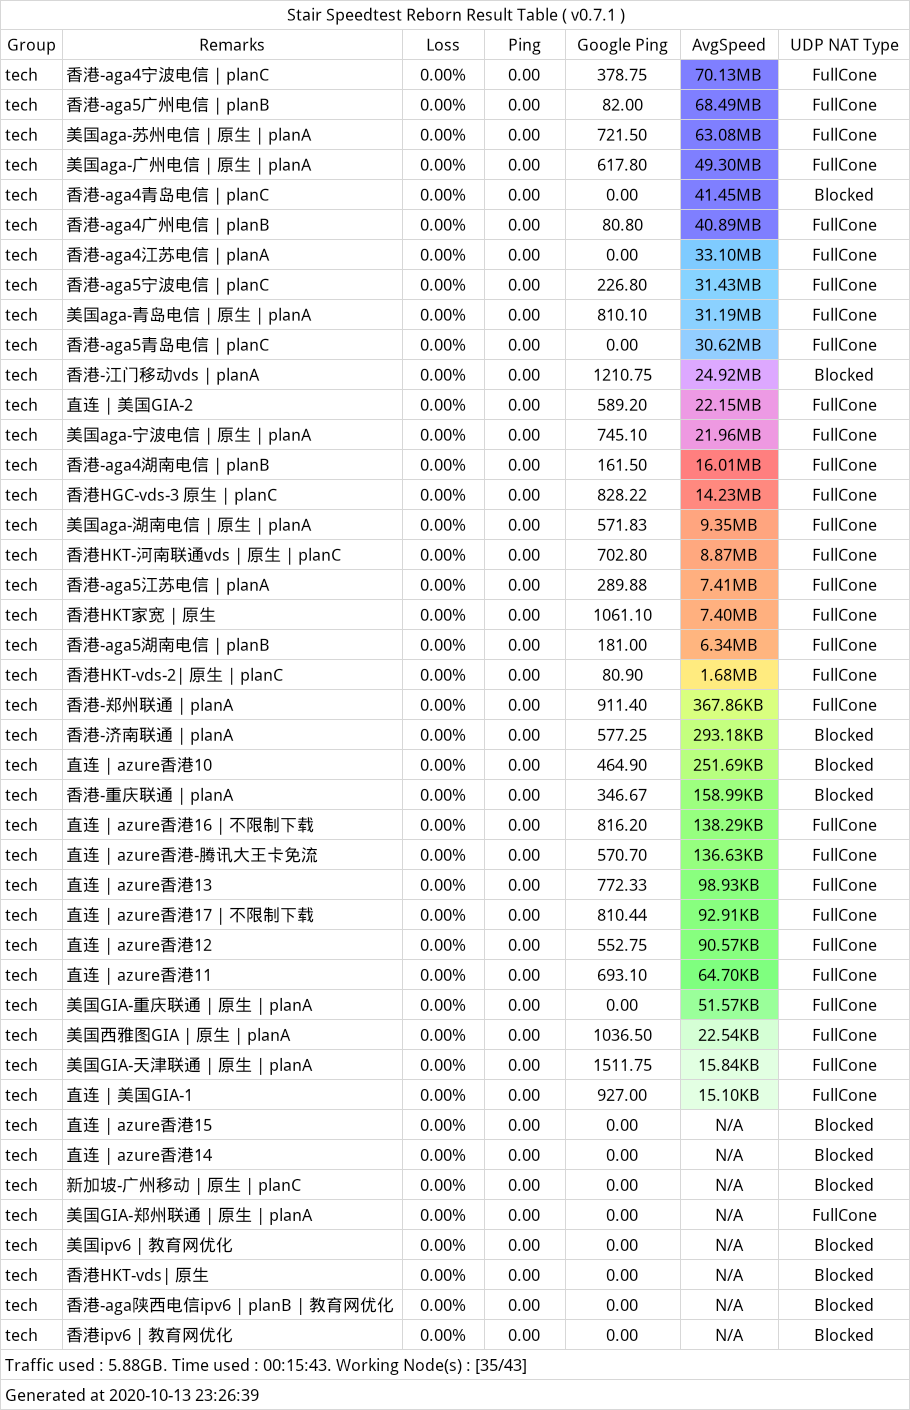 Stair Speedtest Reborn Result Table ( v0.7.1 )
Group Remarks Loss Ping Google Ping AvgSpeed UDP NAT Type
tech 香港-aga4宁波电信 | planC 0.00% 0.00 378.75 70.13MB FullCone
tech 香港-aga5广州电信 | planB 0.00% 0.00 82.00 68.49MB FullCone
tech 美国aga-苏州电信 | 原生 | planA 0.00% 0.00 721.50 63.08MB FullCone
tech 美国aga-广州电信 | 原生 | planA 0.00% 0.00 617.80 49.30MB FullCone
tech 香港-aga4青岛电信 | planC 0.00% 0.00 0.00 41.45MB Blocked
tech 香港-aga4广州电信 | planB 0.00% 0.00 80.80 40.89MB FullCone
tech 香港-aga4江苏电信 | planA 0.00% 0.00 0.00 33.10MB FullCone
tech 香港-aga5宁波电信 | planC 0.00% 0.00 226.80 31.43MB FullCone
tech 美国aga-青岛电信 | 原生 | planA 0.00% 0.00 810.10 31.19MB FullCone
tech 香港-aga5青岛电信 | planC 0.00% 0.00 0.00 30.62MB FullCone
tech 香港-江门移动vds | planA 0.00% 0.00 1210.75 24.92MB Blocked
tech 直连 | 美国GIA-2 0.00% 0.00 589.20 22.15MB FullCone
tech 美国aga-宁波电信 | 原生 | planA 0.00% 0.00 745.10 21.96MB FullCone
tech 香港-aga4湖南电信 | planB 0.00% 0.00 161.50 16.01MB FullCone
tech 香港HGC-vds-3 原生 | planC 0.00% 0.00 828.22 14.23MB FullCone
tech 美国aga-湖南电信 | 原生 | planA 0.00% 0.00 571.83 9.35MB FullCone
tech 香港HKT-河南联通vds | 原生 | planC 0.00% 0.00 702.80 8.87MB FullCone
tech 香港-aga5江苏电信 | planA 0.00% 0.00 289.88 7.41MB FullCone
tech 香港HKT家宽 | 原生 0.00% 0.00 1061.10 7.40MB FullCone
tech 香港-aga5湖南电信 | planB 0.00% 0.00 181.00 6.34MB FullCone
tech 香港HKT-vds-2| 原生 | planC 0.00% 0.00 80.90 1.68MB FullCone
tech 香港-郑州联通 | planA 0.00% 0.00 911.40 367.86KB FullCone
tech 香港-济南联通 | planA 0.00% 0.00 577.25 293.18KB Blocked
tech 直连 | azure香港10 0.00% 0.00 464.90 251.69KB Blocked
tech 香港-重庆联通 | planA 0.00% 0.00 346.67 158.99KB Blocked
tech 直连 | azure香港16 | 不限制下载 0.00% 0.00 816.20 138.29KB FullCone
tech 直连 | azure香港-腾讯大王卡免流 0.00% 0.00 570.70 136.63KB FullCone
tech 直连 | azure香港13 0.00% 0.00 772.33 98.93KB FullCone
tech 直连 | azure香港17 | 不限制下载 0.00% 0.00 810.44 92.91KB FullCone
tech 直连 | azure香港12 0.00% 0.00 552.75 90.57KB FullCone
tech 直连 | azure香港11 0.00% 0.00 693.10 64.70KB FullCone
tech 美国GIA-重庆联通 | 原生 | planA 0.00% 0.00 0.00 51.57KB FullCone
tech 美国西雅图GIA | 原生 | planA 0.00% 0.00 1036.50 22.54KB FullCone
tech 美国GIA-天津联通 | 原生 | planA 0.00% 0.00 1511.75 15.84KB FullCone
tech 直连 | 美国GIA-1 0.00% 0.00 927.00 15.10KB FullCone
tech 直连 | azure香港15 0.00% 0.00 0.00 N/A Blocked
tech 直连 | azure香港14 0.00% 0.00 0.00 N/A Blocked
tech 新加坡-广州移动 | 原生 | planC 0.00% 0.00 0.00 N/A Blocked
tech 美国GIA-郑州联通 | 原生 | planA 0.00% 0.00 0.00 N/A FullCone
tech 美国ipv6 | 教育网优化 0.00% 0.00 0.00 N/A Blocked
tech 香港HKT-vds| 原生 0.00% 0.00 0.00 N/A Blocked
tech 香港-aga陕西电信ipv6 | planB | 教育网优化 0.00% 0.00 0.00 N/A Blocked
tech 香港ipv6 | 教育网优化 0.00% 0.00 0.00 N/A Blocked
Traffic used : 5.88GB. Time used : 00:15:43. Working Node(s) : [35/43]
Generated at 2020-10-13 23:26:39